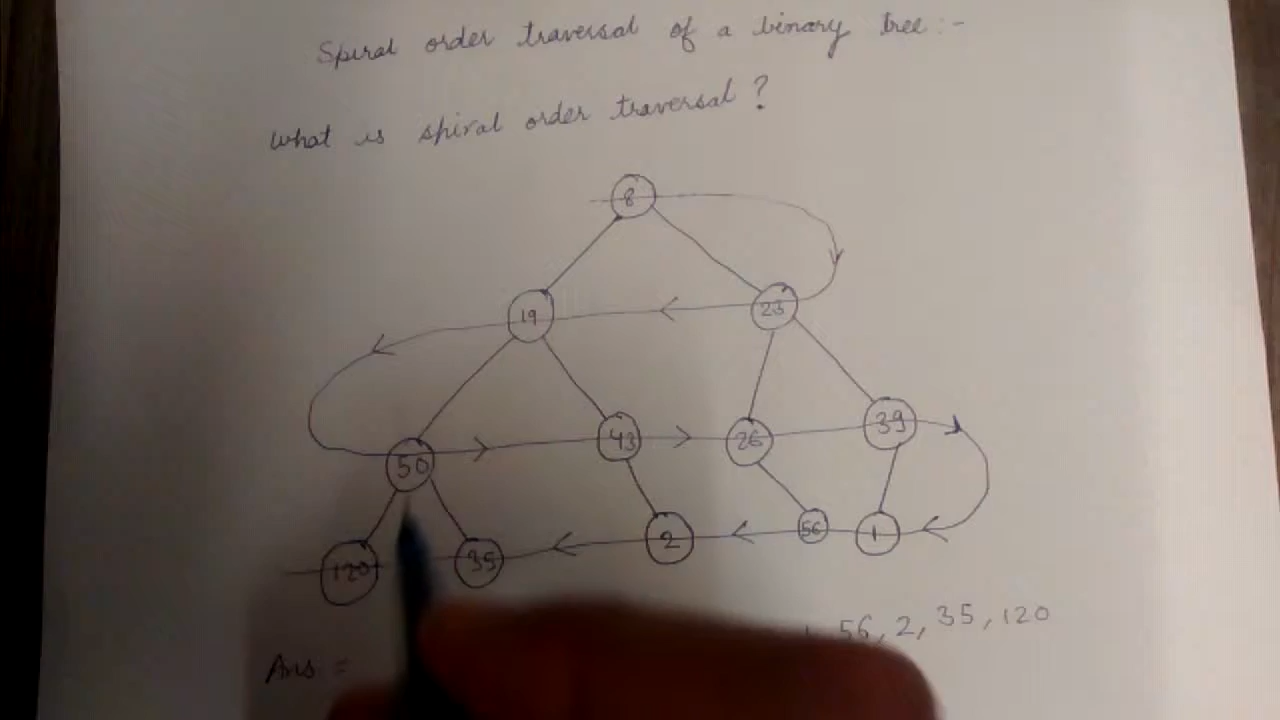 Spiral order traversal of a binary tree:-
What is spiral order traversal?
8
19 23
50 43 26 39
120 35 2 56 1
Ans = 1, 56, 2, 35, 120